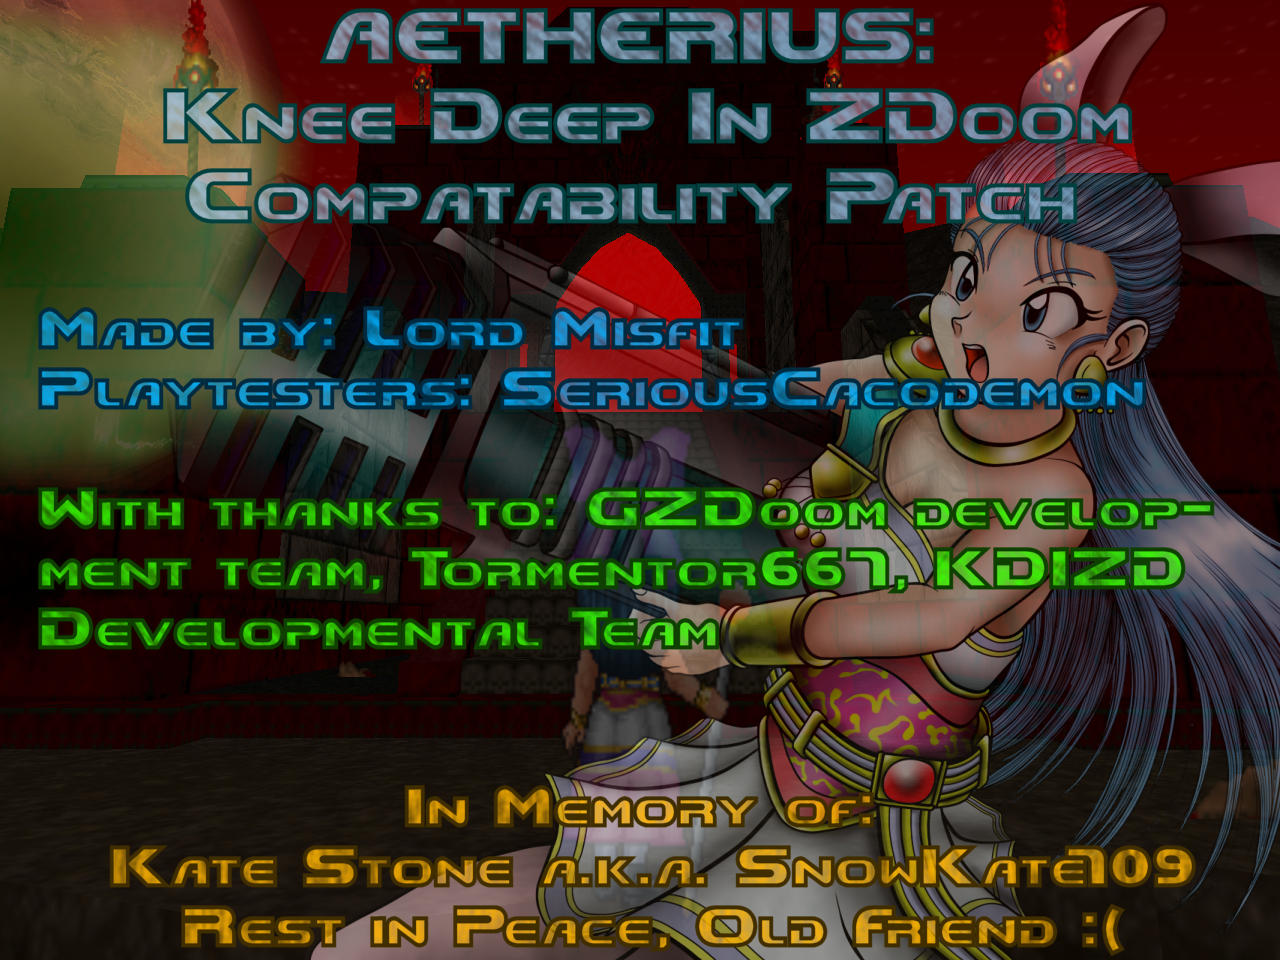 AETHERIUS:
KNEE DEEP IN ZDOOM
COMPATABILITY PATCH
MADE BY: LORD MISFIT
PLAYTESTERS: SERIOUSCACODEMON
WITH THANKS TO: GZDOOM DEVELOP-
MENT TEAM, TORMENTOR667, KDIZD
DEVELOPMENTAL TEAM
IN MEMORY OF:
KATE STONE A.K.A. SNOWKATE709
REST IN PEACE, OLD FRIEND :(